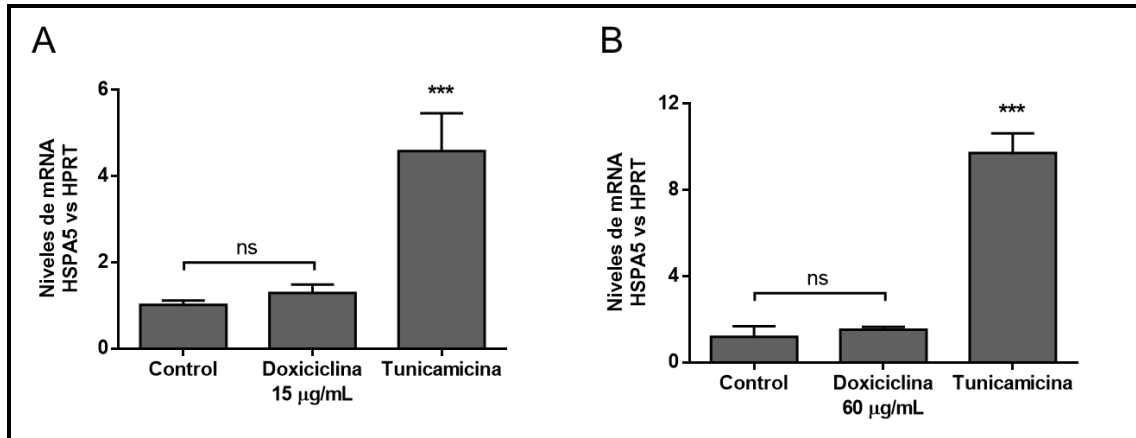 A
Niveles de mRNA
HSPA5 vs HPRT
6
4
2
0
ns
***
Control
Doxiciclina
15 μg/mL
Tunicamicina
B
Niveles de mRNA
HSPA5 vs HPRT
12
8
4
0
ns
***
Control
Doxiciclina
60 μg/mL
Tunicamicina